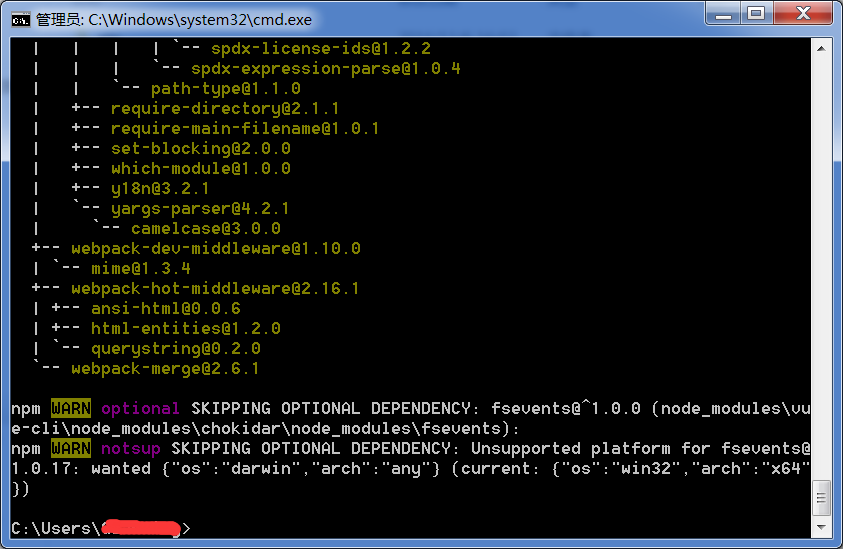 管理员: C:\Windows\system32\cmd.exe
|   |   |   | `-- spdx-license-ids@1.2.2
|   |   |   `-- spdx-expression-parse@1.0.4
|   |   `-- path-type@1.1.0
|   +-- require-directory@2.1.1
|   +-- require-main-filename@1.0.1
|   +-- set-blocking@2.0.0
|   +-- which-module@1.0.0
|   +-- y18n@3.2.1
|   `-- yargs-parser@4.2.1
|     `-- camelcase@3.0.0
+-- webpack-dev-middleware@1.10.0
| `-- mime@1.3.4
+-- webpack-hot-middleware@2.16.1
| +-- ansi-html@0.0.6
| +-- html-entities@1.2.0
| `-- querystring@0.2.0
`-- webpack-merge@2.6.1
npm WARN optional SKIPPING OPTIONAL DEPENDENCY: fsevents@^1.0.0 (node_modules\vu
e-cli\node_modules\chokidar\node_modules\fsevents):
npm WARN notsup SKIPPING OPTIONAL DEPENDENCY: Unsupported platform for fsevents@
1.0.17: wanted {"os":"darwin","arch":"any"} (current: {"os":"win32","arch":"x64"
})
C:\Users\>